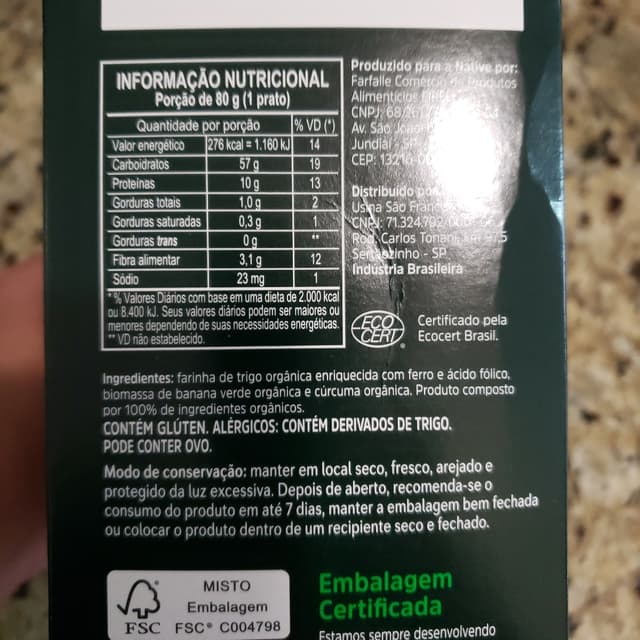 INFORMAÇÃO NUTRICIONAL
Porção de 80 g (1 prato)
Quantidade por porção % VD (*)
Valor energético 276 kcal = 1.160 kJ 14
Carboidratos 57 g 19
Proteínas 10 g 13
Gorduras totais 1,0 g 2
Gorduras saturadas 0,3 g 1
Gorduras trans 0 g **
Fibra alimentar 3,1 g 12
Sódio 23 mg 1
*% Valores Diários com base em uma dieta de 2.000 kcal
ou 8.400 kJ. Seus valores diários podem ser maiores ou
menores dependendo de suas necessidades energéticas.
** VD não estabelecido.
Produzido para a Native por:
Farfalle Comércio de Produtos
Alimentícios
CNPJ:
Av. São
Jundiaí - SP
CEP:
Distribuído por:
Usina São
CNPJ:
Rod. Carlos Tonani,
Sertãozinho - SP
Indústria Brasileira
ECO
CERT
Certificado pela
Ecocert Brasil.
Ingredientes: farinha de trigo orgânica enriquecida com ferro e ácido fólico,
biomassa de banana verde orgânica e cúrcuma orgânica. Produto composto
por 100% de ingredientes orgânicos.
CONTÉM GLÚTEN. ALÉRGICOS: CONTÉM DERIVADOS DE TRIGO.
PODE CONTER OVO.
Modo de conservação: manter em local seco, fresco, arejado e
protegido da luz excessiva. Depois de aberto, recomenda-se o
consumo do produto em até 7 dias, manter a embalagem bem fechada
ou colocar o produto dentro de um recipiente seco e fechado.
FSC
MISTO
Embalagem
FSC® C004798
Embalagem
Certificada
Estamos sempre desenvolvendo